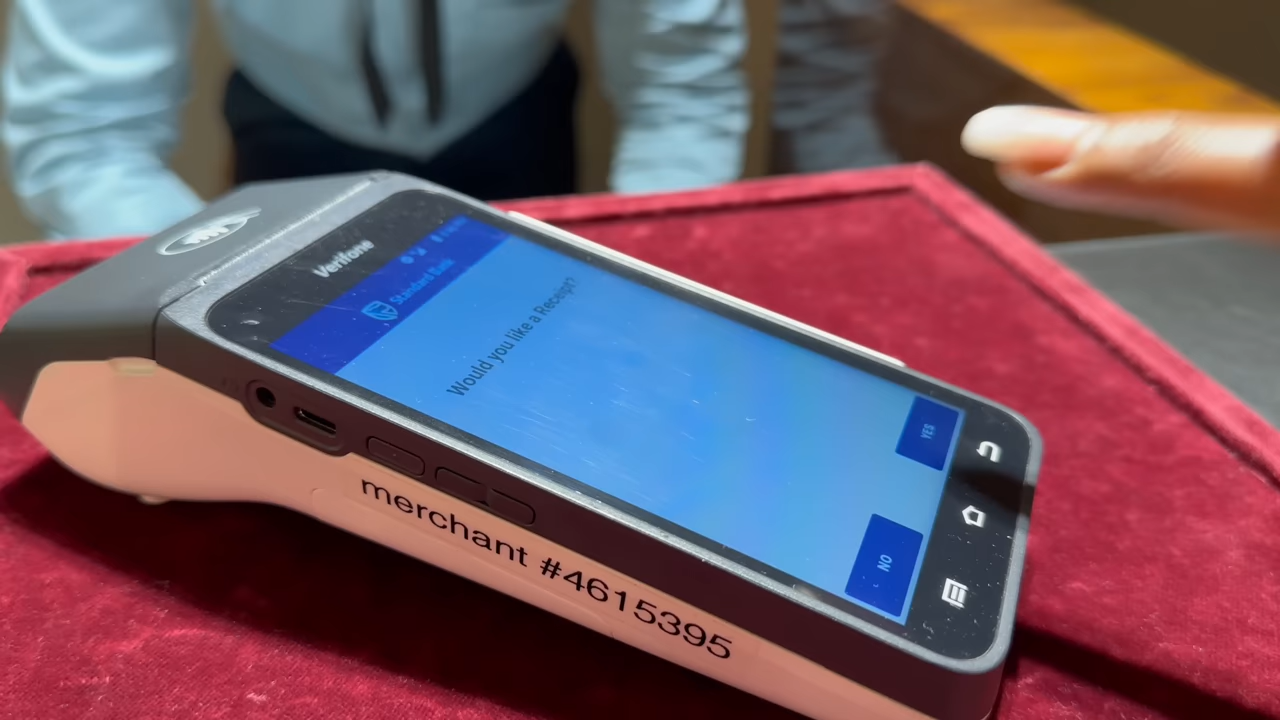 Verifone
Standard Bank
Would you like a Receipt?
YES
NO
merchant #4615395